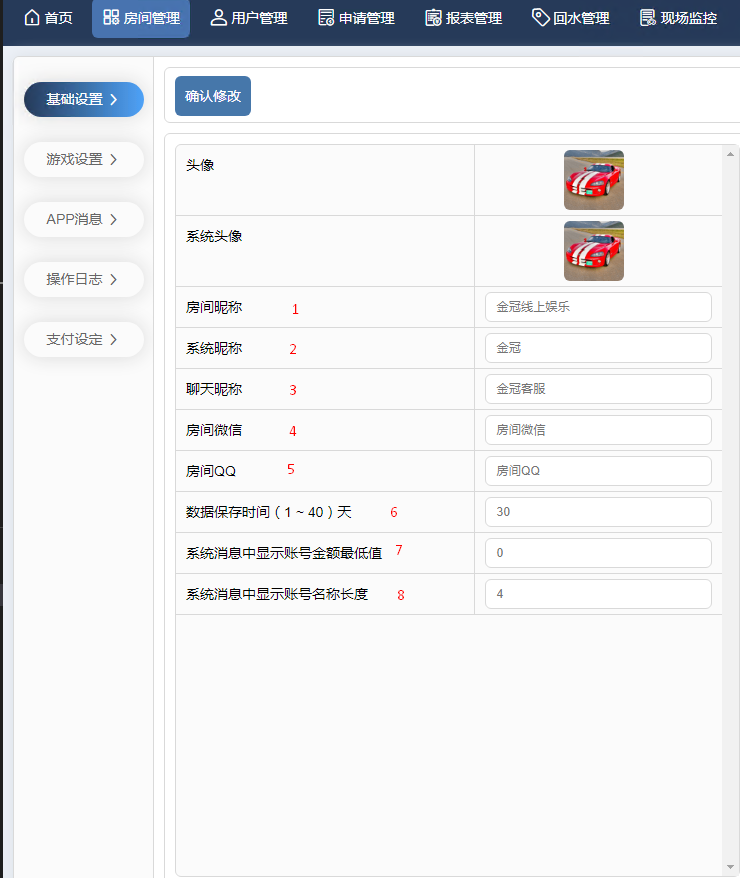 首页 房间管理 用户管理 申请管理 报表管理 回水管理 现场监控
基础设置
游戏设置
APP消息
操作日志
支付设定
确认修改
头像
系统头像
房间昵称 1 金冠线上娱乐
系统昵称 2 金冠
聊天昵称 3 金冠客服
房间微信 4 房间微信
房间QQ 5 房间QQ
数据保存时间（1 ~ 40）天 6 30
系统消息中显示账号金额最低值 7 0
系统消息中显示账号名称长度 8 4